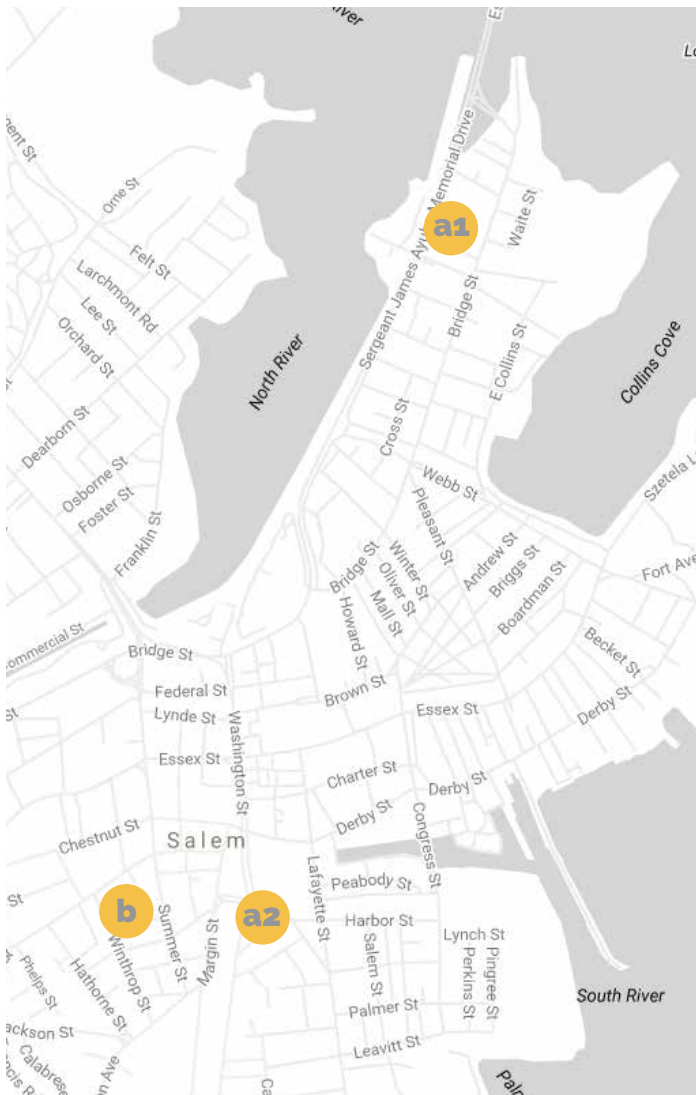 River
Orne St
Felt St
Larchmont Rd
Lee St
Orchard St
Dearborn St
Osborne St
Foster St
Franklin St
North River
Sergeant James Ayube Memorial Drive
a1
Waite St
Bridge St
E Collins St
Collins Cove
Cross St
Webb St
Pleasant St
Szetela L
Fort Ave
Andrew St
Briggs St
Boardman St
Bridge St
Winter St
Oliver St
Mall St
Howard St
Becket St
Derby St
ommercial St
Bridge St
Federal St
Lynde St
Washington St
Essex St
Brown St
Essex St
Charter St
Derby St
Derby St
Congress St
Chestnut St
Salem
Lafayette St
Peabody St
b
a2
Summer St
Margin St
Winthrop St
Hathorne St
Phelps St
Harbor St
Salem St
Lynch St
Perkins St
Pingree St
Palmer St
Leavitt St
South River
ackson St
Calabrese
on Ave